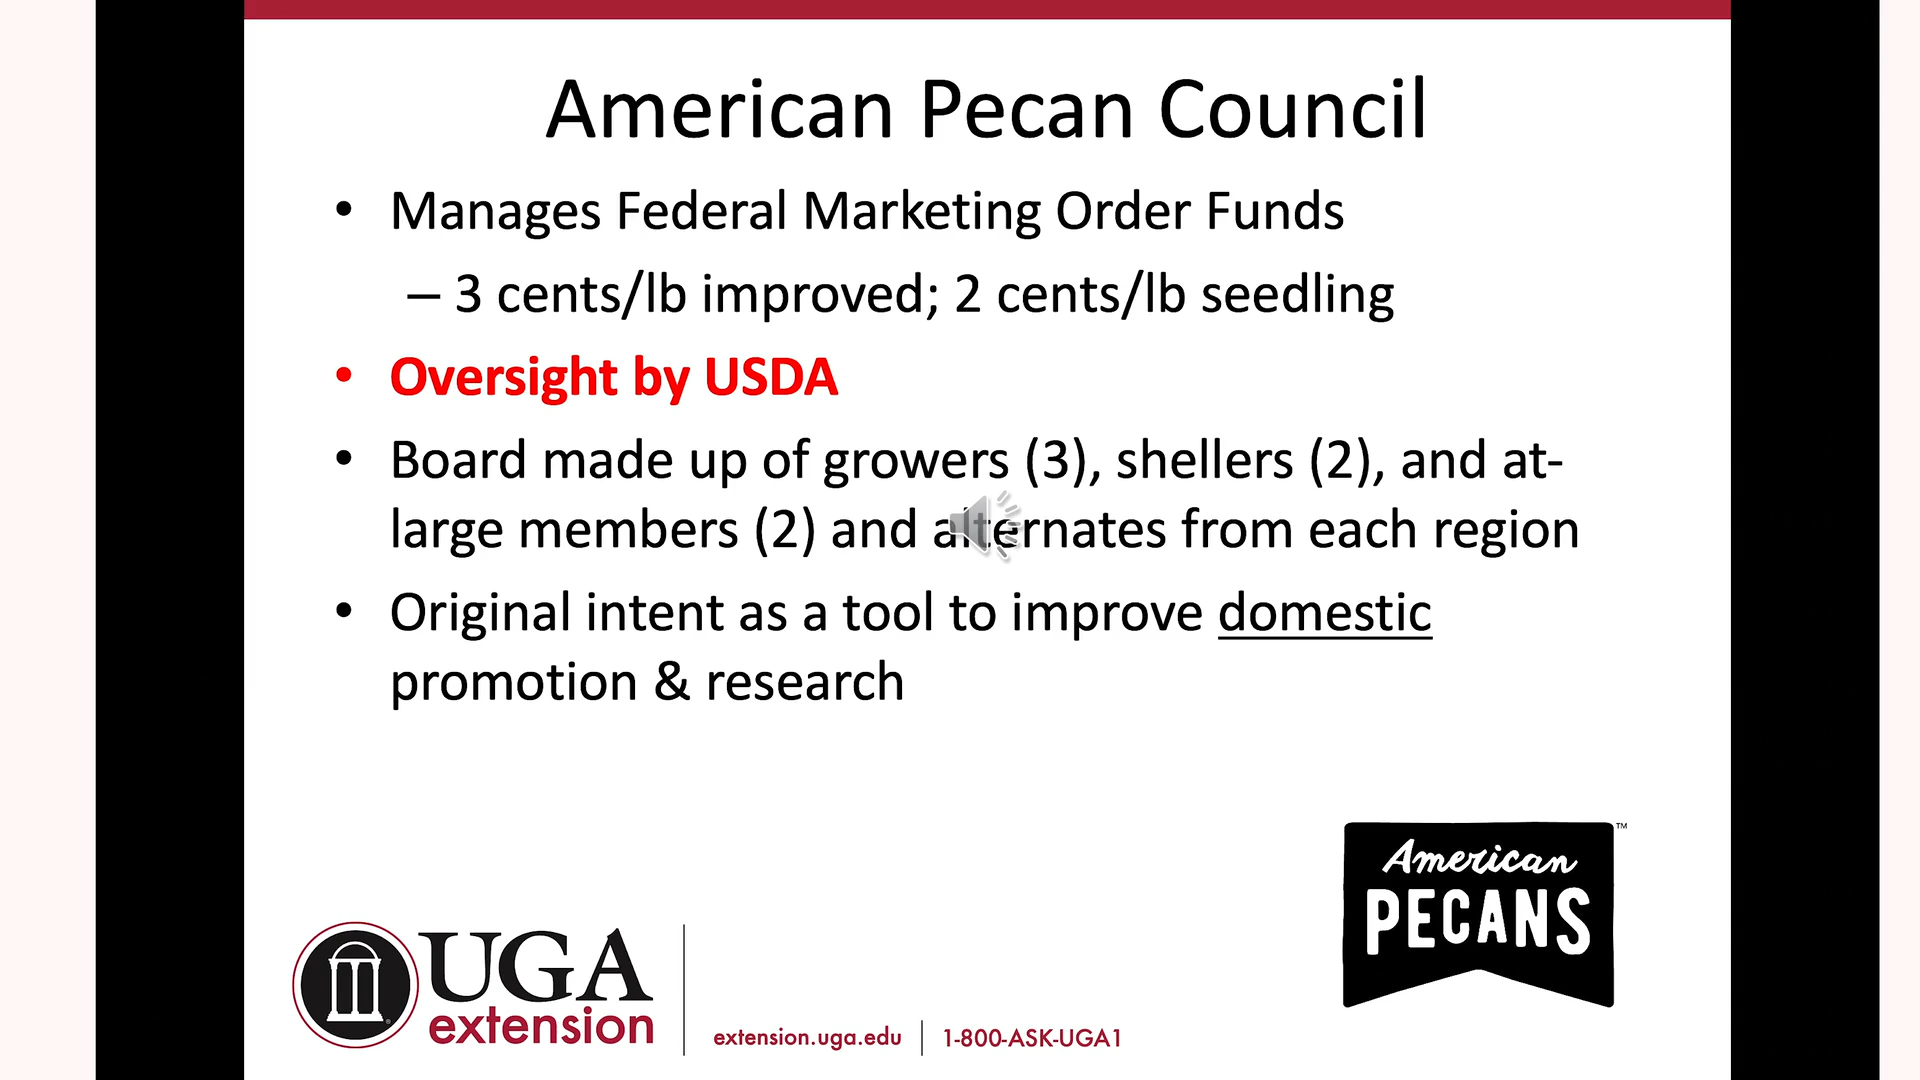 American Pecan Council
• Manages Federal Marketing Order Funds
– 3 cents/lb improved; 2 cents/lb seedling
• Oversight by USDA
• Board made up of growers (3), shellers (2), and at-
large members (2) and alternates from each region
• Original intent as a tool to improve domestic
promotion & research
American
PECANS
™
UGA
extension
extension.uga.edu | 1-800-ASK-UGA1